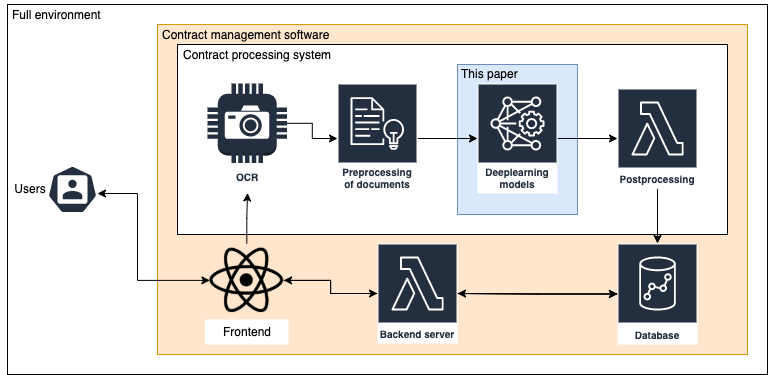 Full environment
Contract management software
Contract processing system
This paper
OCR
Preprocessing
of documents
Deeplearning
models
Postprocessing
Users
Frontend
Backend server
Database